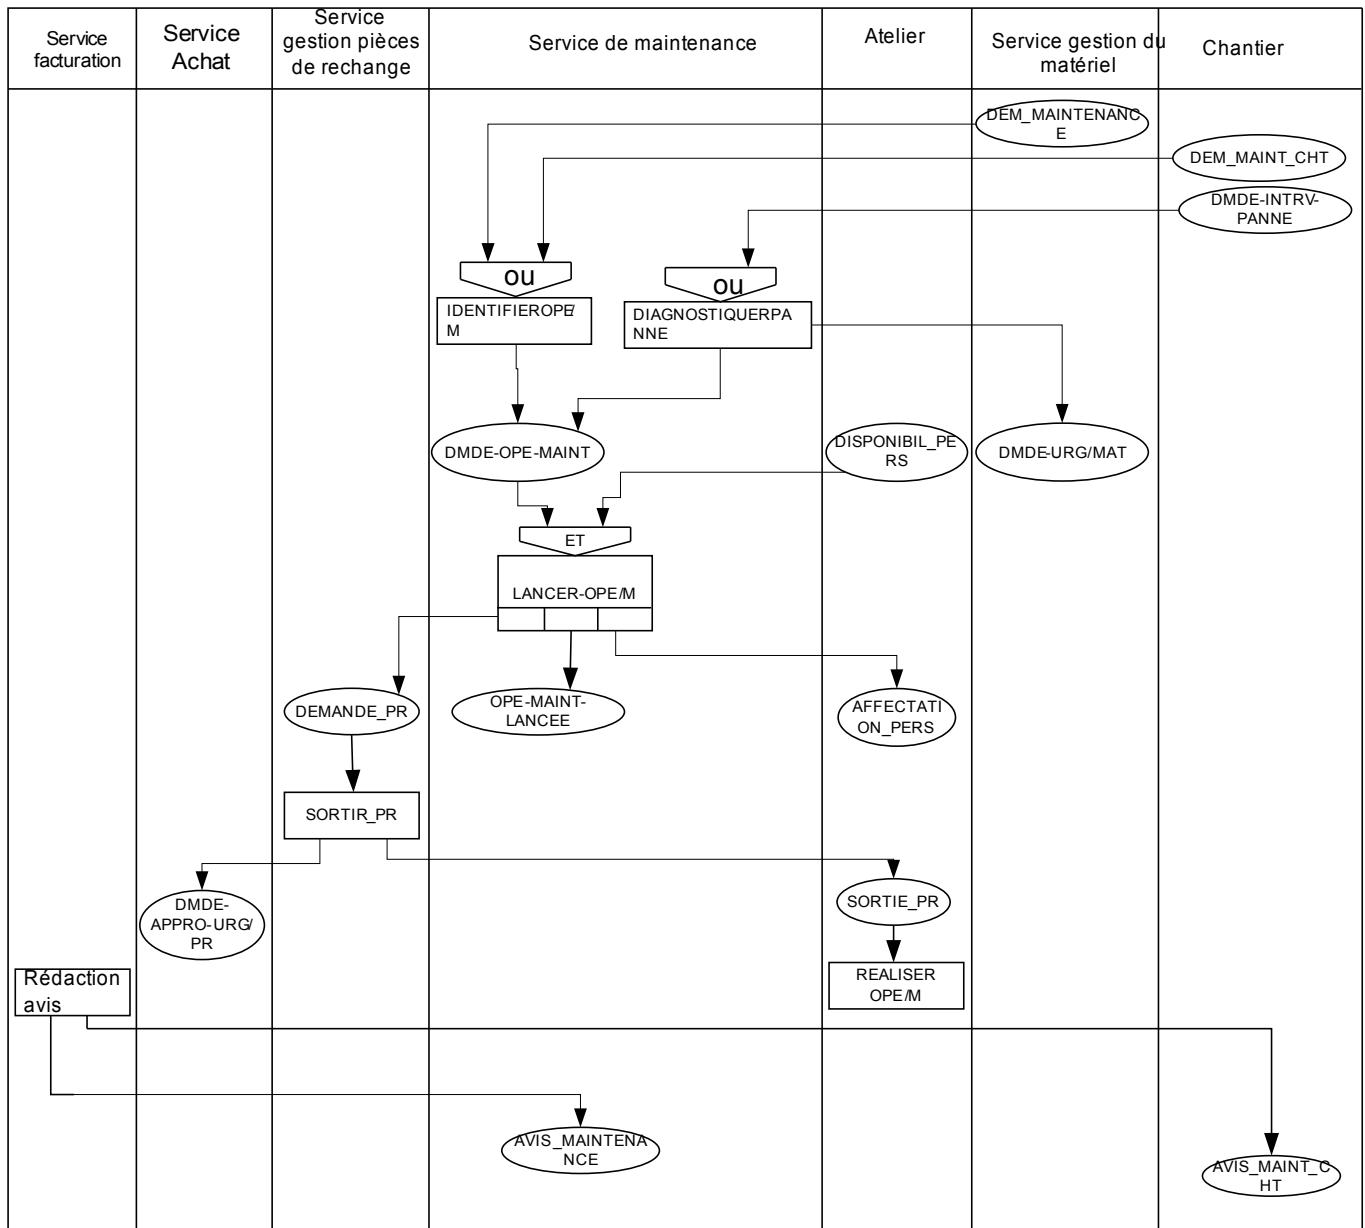 Service
facturation
Service
Achat
Service
gestion pièces
de rechange
Service de maintenance
Atelier
Service gestion du
matériel
Chantier
DEM_MAINTENANC
E
DEM_MAINT_CHT
DMDE-INTRV-
PANNE
ou
ou
IDENTIFIEROPE/
M
DIAGNOSTIQUERPA
NNE
DMDE-OPE-MAINT
DISPONIBIL_PE
RS
DMDE-URG/MAT
ET
LANCER-OPE/M
DEMANDE_PR
OPE-MAINT-
LANCEE
AFFECTATI
ON_PERS
SORTIR_PR
DMDE-
APPRO-URG/
PR
SORTIE_PR
Rédaction
avis
REALISER
OPE/M
AVIS_MAINTENA
NCE
AVIS_MAINT_C
HT